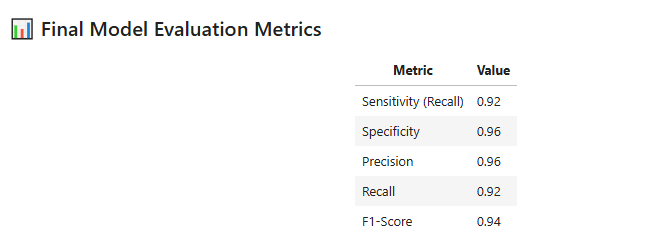 Final Model Evaluation Metrics
Metric Value
Sensitivity (Recall) 0.92
Specificity 0.96
Precision 0.96
Recall 0.92
F1-Score 0.94